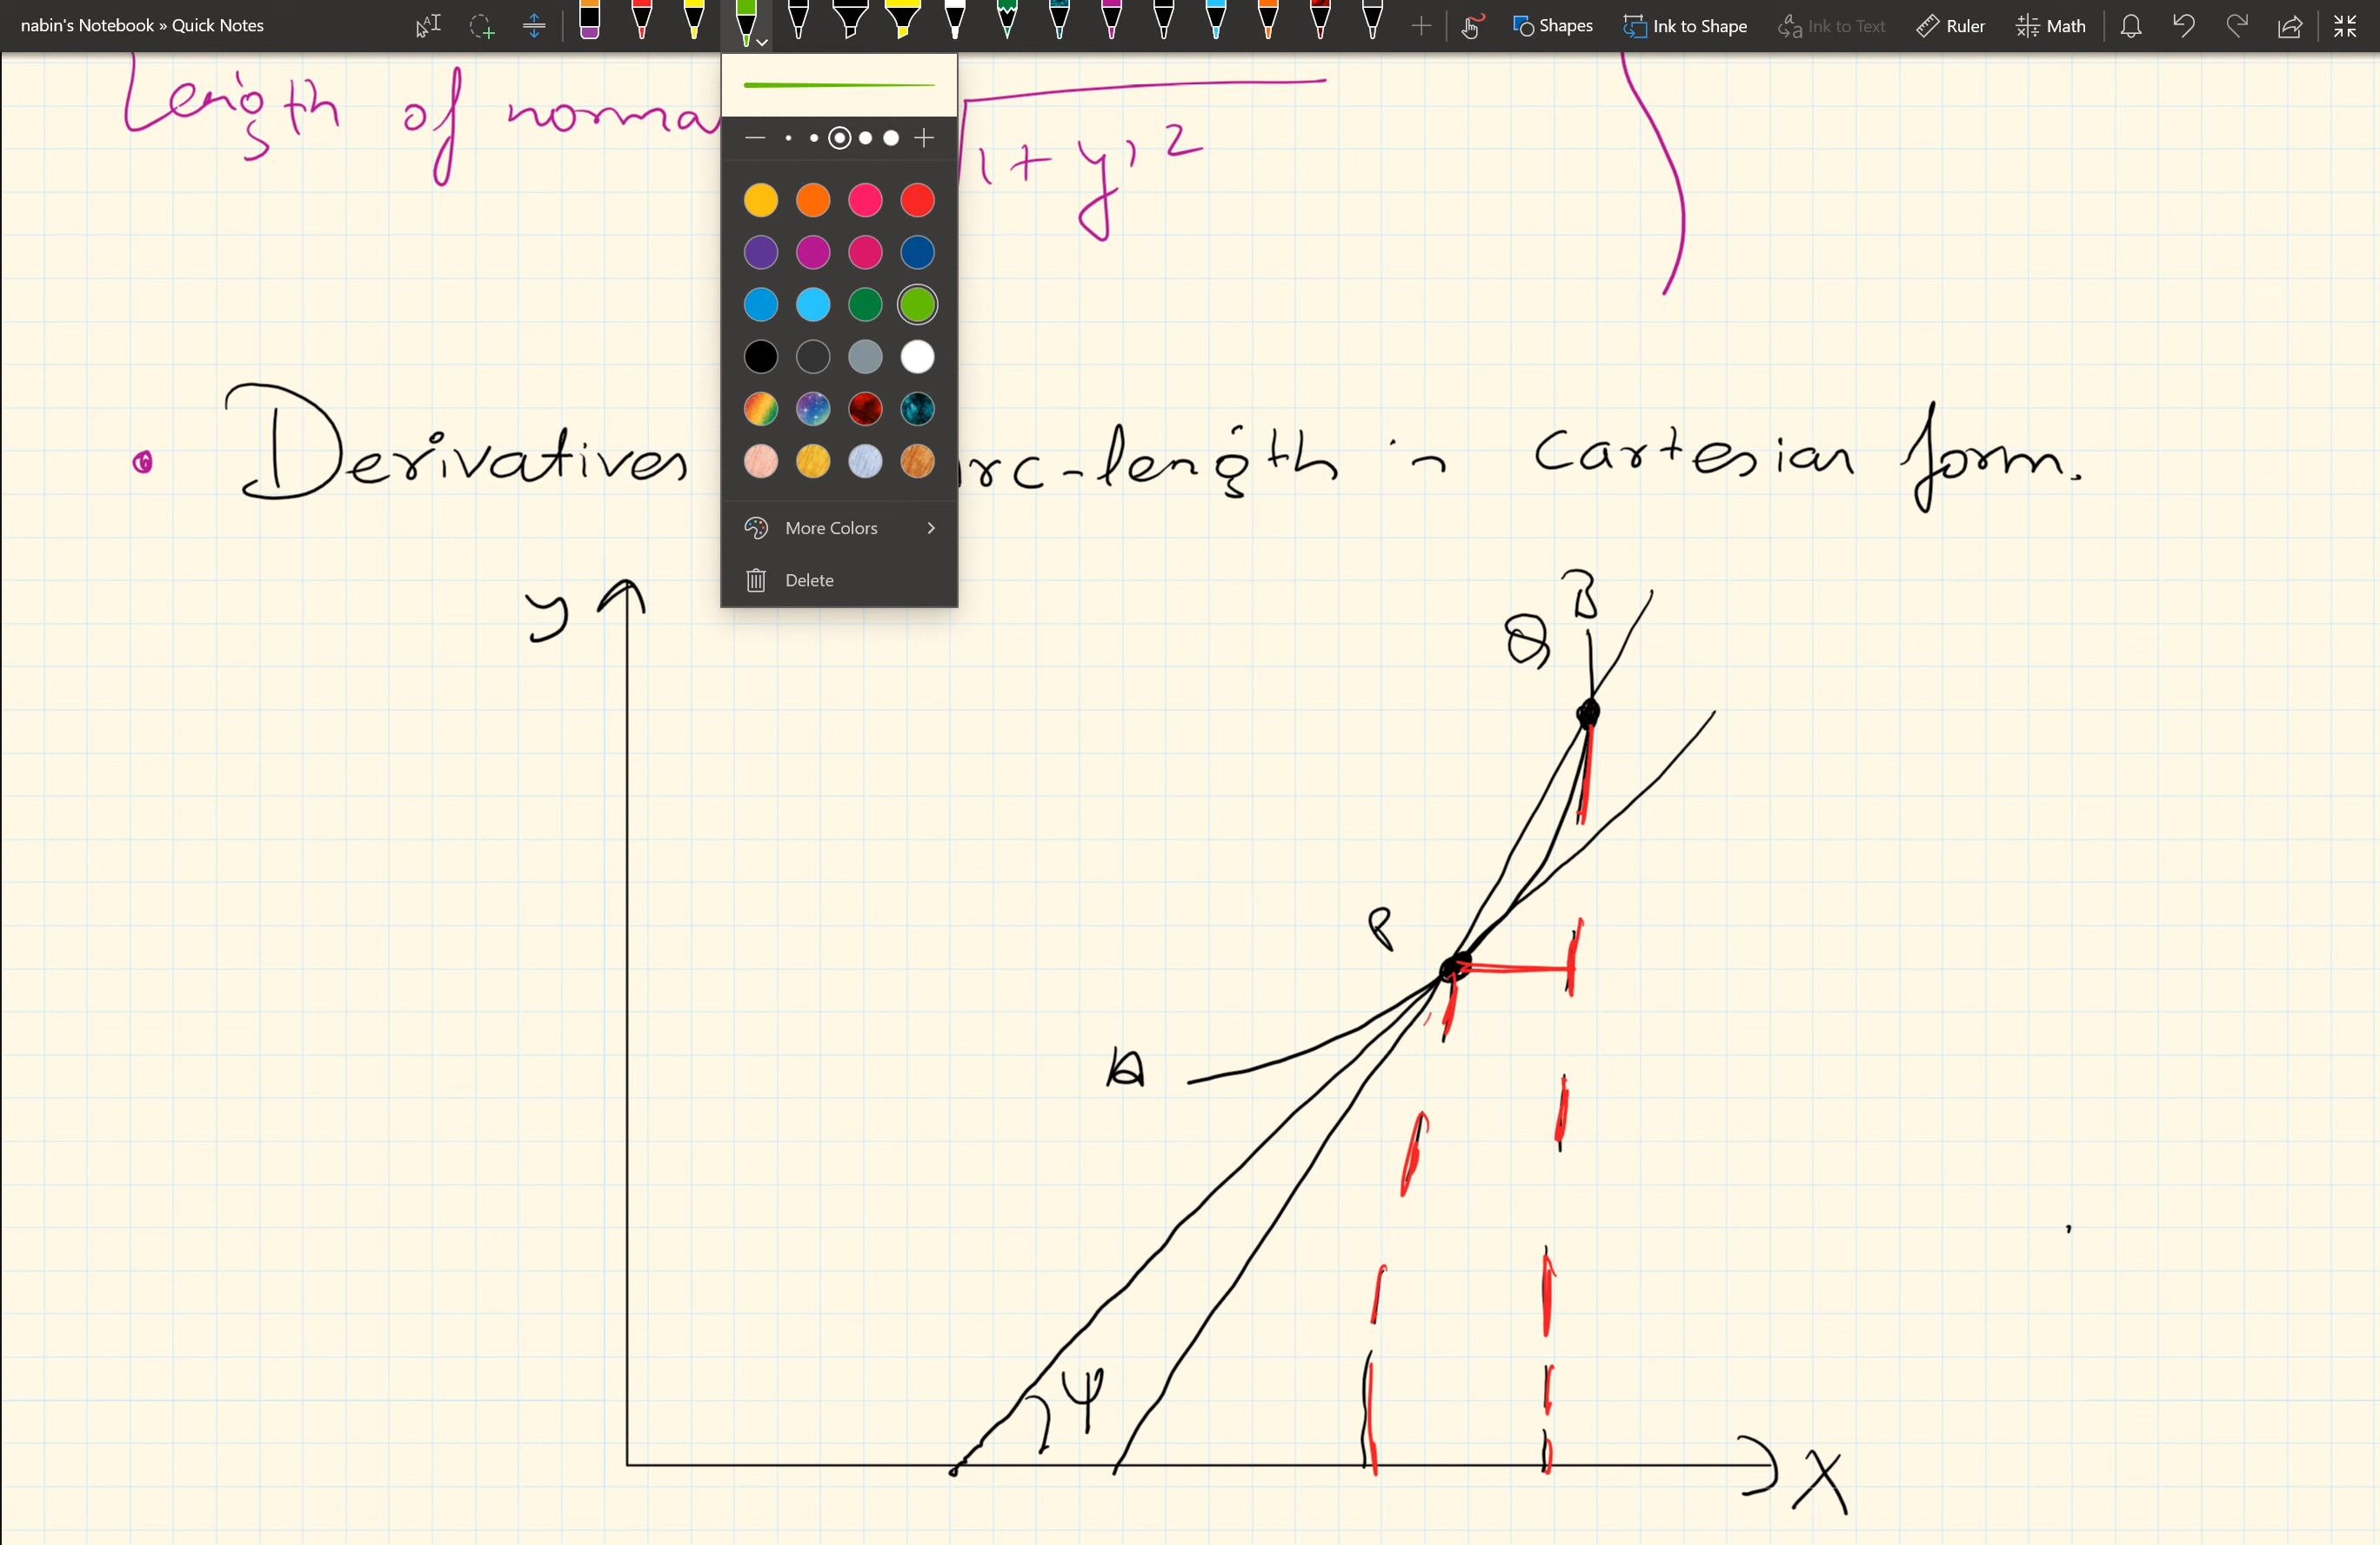 nabin's Notebook » Quick Notes
Shapes
Ink to Shape
Ink to Text
Ruler
Math
Length of norma
1 + y'²
More Colors
Delete
• Derivatives rc-length in Cartesian form.
y
B
Q
P
A
ψ
X